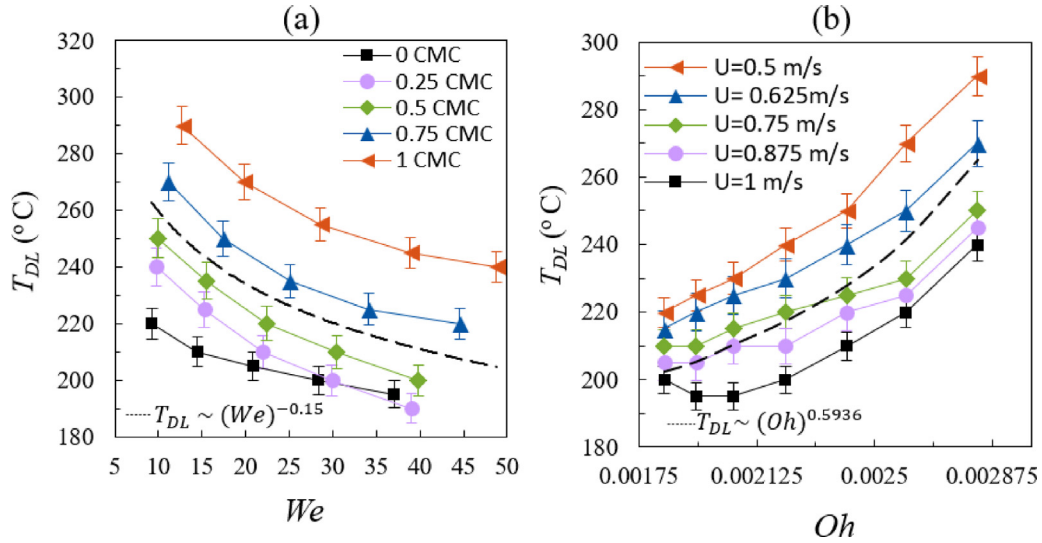 (a)
320
300
280
260
240
220
200
180
T_DL (°C)
0 CMC
0.25 CMC
0.5 CMC
0.75 CMC
1 CMC
T_DL ~ (We)^−0.15
5 10 15 20 25 30 35 40 45 50
We
(b)
300
280
260
240
220
200
180
T_DL (°C)
U=0.5 m/s
U= 0.625m/s
U=0.75 m/s
U=0.875 m/s
U=1 m/s
T_DL ~ (Oh)^0.5936
0.00175 0.002125 0.0025 0.002875
Oh